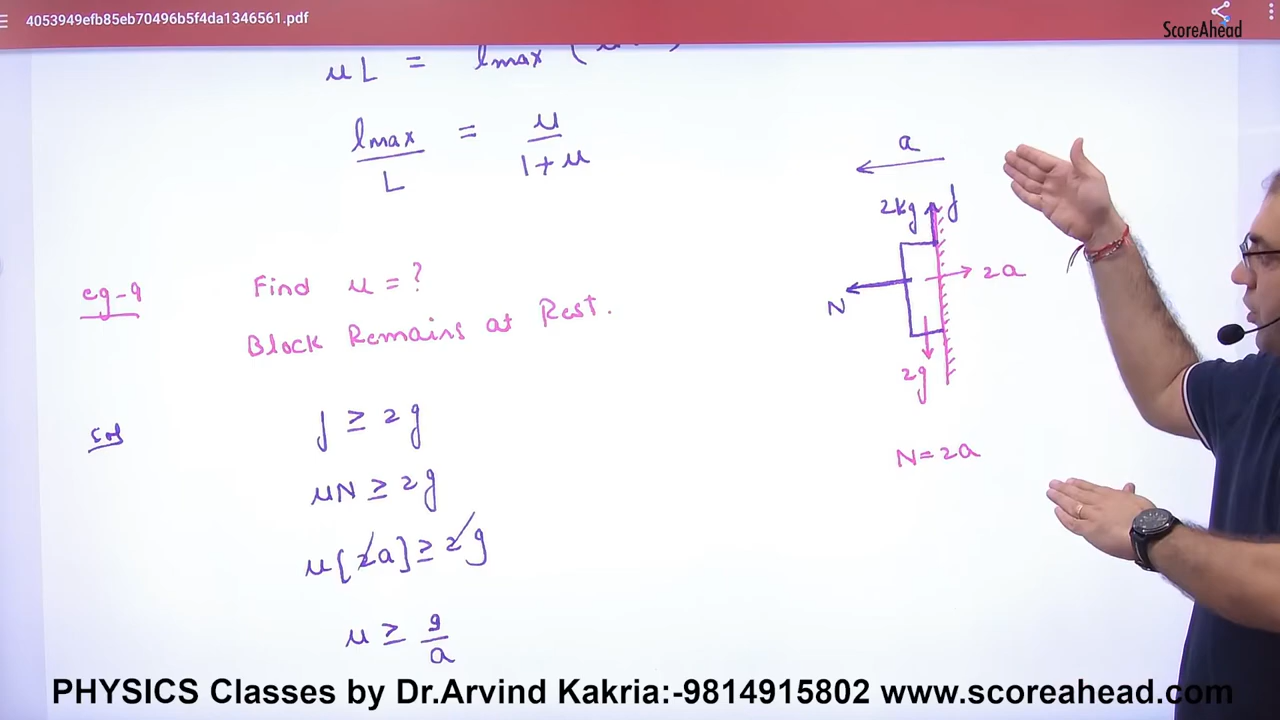 4053949efb85eb70496b5f4da1346561.pdf
ScoreAhead
μL = lmax (
lmax / L = μ / 1+μ
a
2kg f
2a
N
2g
N=2a
eg-9 Find μ=?
Block Remains at Rest.
Sol f ≥ 2g
μN ≥ 2g
μ[2a] ≥ 2g
μ ≥ g/a
PHYSICS Classes by Dr.Arvind Kakria:-9814915802 www.scoreahead.com